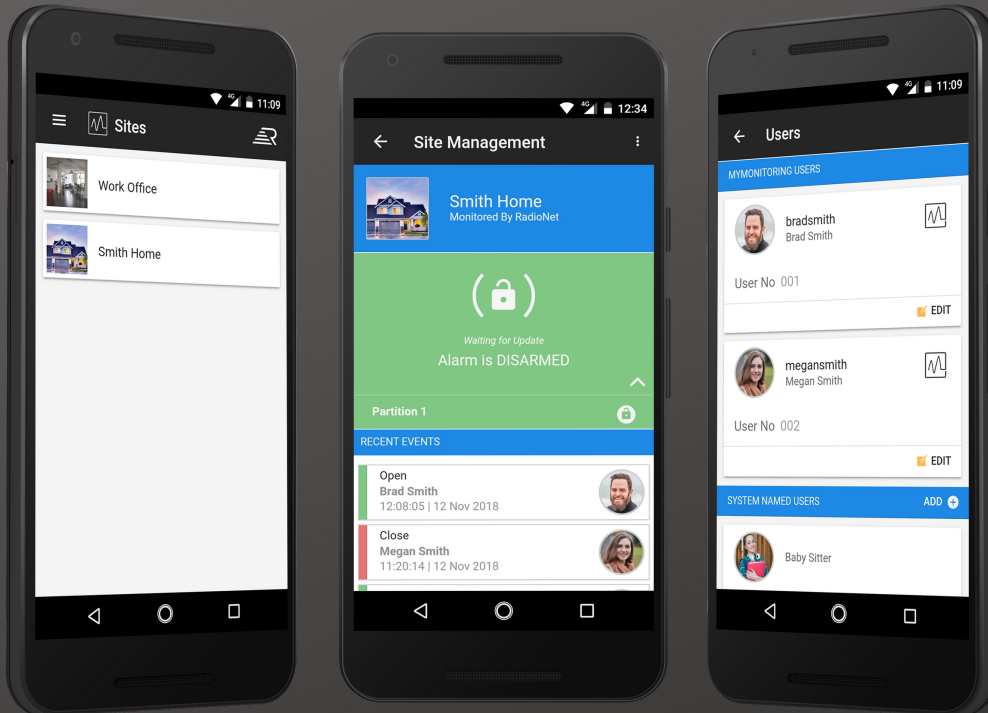 4G 11:09
Sites
Work Office
Smith Home
4G 12:34
Site Management
Smith Home
Monitored By RadioNet
Waiting for Update
Alarm is DISARMED
Partition 1
RECENT EVENTS
Open
Brad Smith
12:08:05 | 12 Nov 2018
Close
Megan Smith
11:20:14 | 12 Nov 2018
4G 11:09
Users
MYMONITORING USERS
bradsmith
Brad Smith
User No 001
EDIT
megansmith
Megan Smith
User No 002
EDIT
SYSTEM NAMED USERS ADD
Baby Sitter